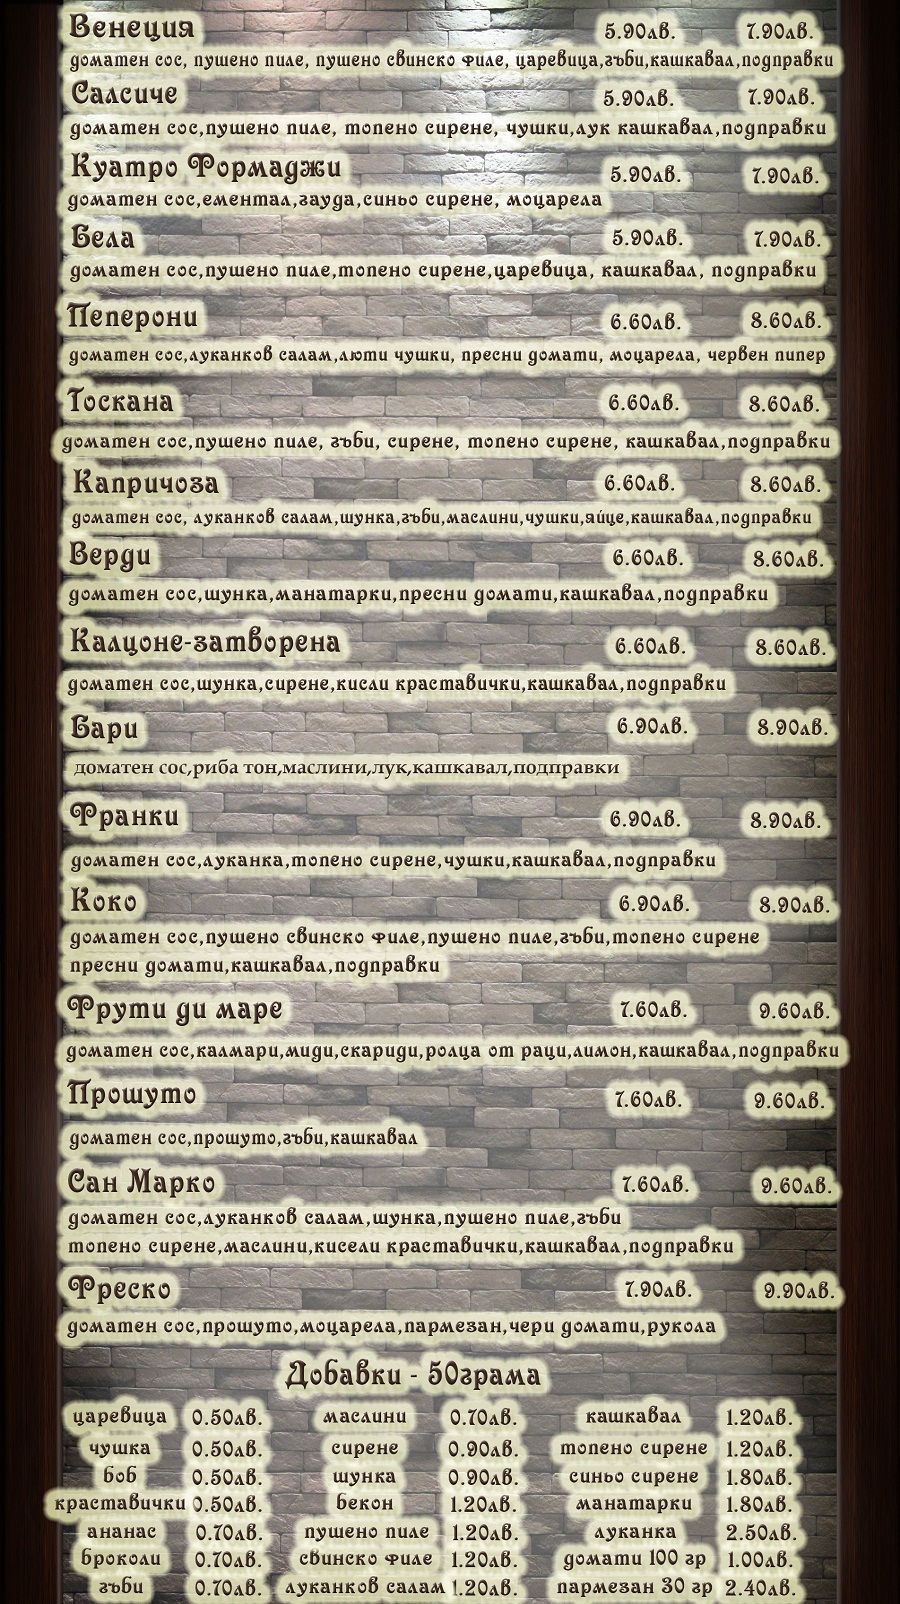 Венеция 5.90лв. 7.90лв.
доматен сос, пушено пиле, пушено свинско филе, царевица,гъби,кашкавал,подправки
Салсиче 5.90лв. 7.90лв.
доматен сос,пушено пиле, топено сирене, чушки,лук кашкавал,подправки
Куатро Формаджи 5.90лв. 7.90лв.
доматен сос,ементал,гауда,синьо сирене, моцарела
Бела 5.90лв. 7.90лв.
доматен сос,пушено пиле,топено сирене,царевица, кашкавал, подправки
Пеперони 6.60лв. 8.60лв.
доматен сос,луканков салам,люти чушки, пресни домати, моцарела, червен пипер
Тоскана 6.60лв. 8.60лв.
доматен сос,пушено пиле, гъби, сирене, топено сирене, кашкавал,подправки
Капричоза 6.60лв. 8.60лв.
доматен сос, луканков салам,шунка,гъби,маслини,чушки,яйце,кашкавал,подправки
Верди 6.60лв. 8.60лв.
доматен сос,шунка,манатарки,пресни домати,кашкавал,подправки
Калцоне-затворена 6.60лв. 8.60лв.
доматен сос,шунка,сирене,кисли краставички,кашкавал,подправки
Бари 6.90лв. 8.90лв.
доматен сос,риба тон,маслини,лук,кашкавал,подправки
Франки 6.90лв. 8.90лв.
доматен сос,луканка,топено сирене,чушки,кашкавал,подправки
Коко 6.90лв. 8.90лв.
доматен сос,пушено свинско филе,пушено пиле,гъби,топено сирене
пресни домати,кашкавал,подправки
Фрути ди маре 7.60лв. 9.60лв.
доматен сос,калмари,миди,скариди,ролца от раци,лимон,кашкавал,подправки
Прошуто 7.60лв. 9.60лв.
доматен сос,прошуто,гъби,кашкавал
Сан Марко 7.60лв. 9.60лв.
доматен сос,луканков салам,шунка,пушено пиле,гъби
топено сирене,маслини,кисели краставички,кашкавал,подправки
Фреско 7.90лв. 9.90лв.
доматен сос,прошуто,моцарела,пармезан,чери домати,рукола
Добавки - 50грама
царевица 0.50лв. маслини 0.70лв. кашкавал 1.20лв.
чушка 0.50лв. сирене 0.90лв. топено сирене 1.20лв.
боб 0.50лв. шунка 0.90лв. синьо сирене 1.80лв.
краставички 0.50лв. бекон 1.20лв. манатарки 1.80лв.
ананас 0.70лв. пушено пиле 1.20лв. луканка 2.50лв.
броколи 0.70лв. свинско филе 1.20лв. домати 100 гр 1.00лв.
гъби 0.70лв. луканков салам 1.20лв. пармезан 30 гр 2.40лв.